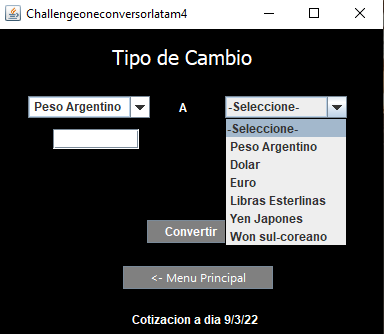 Challengeoneconversorlatam4
Tipo de Cambio
Peso Argentino A -Seleccione-
-Seleccione-
Peso Argentino
Dolar
Euro
Libras Esterlinas
Yen Japones
Won sul-coreano
Convertir
<- Menu Principal
Cotizacion a dia 9/3/22